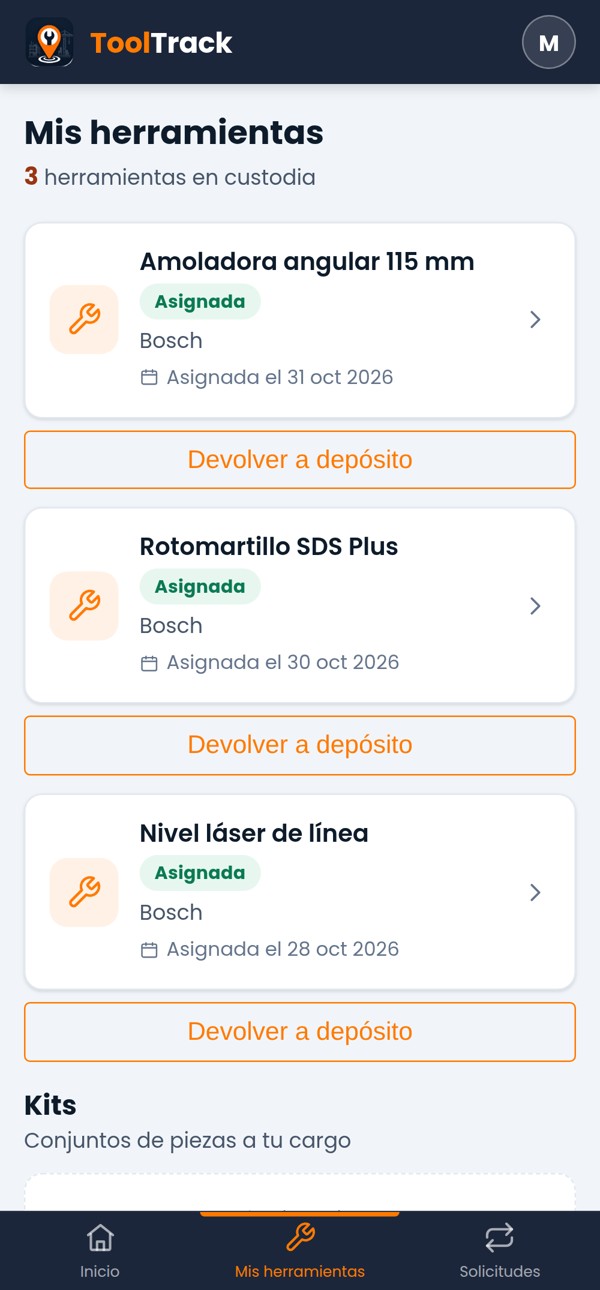 ToolTrack
M
Mis herramientas
3 herramientas en custodia
Amoladora angular 115 mm
Asignada
Bosch
Asignada el 31 oct 2026
Devolver a depósito
Rotomartillo SDS Plus
Asignada
Bosch
Asignada el 30 oct 2026
Devolver a depósito
Nivel láser de línea
Asignada
Bosch
Asignada el 28 oct 2026
Devolver a depósito
Kits
Conjuntos de piezas a tu cargo
Inicio
Mis herramientas
Solicitudes